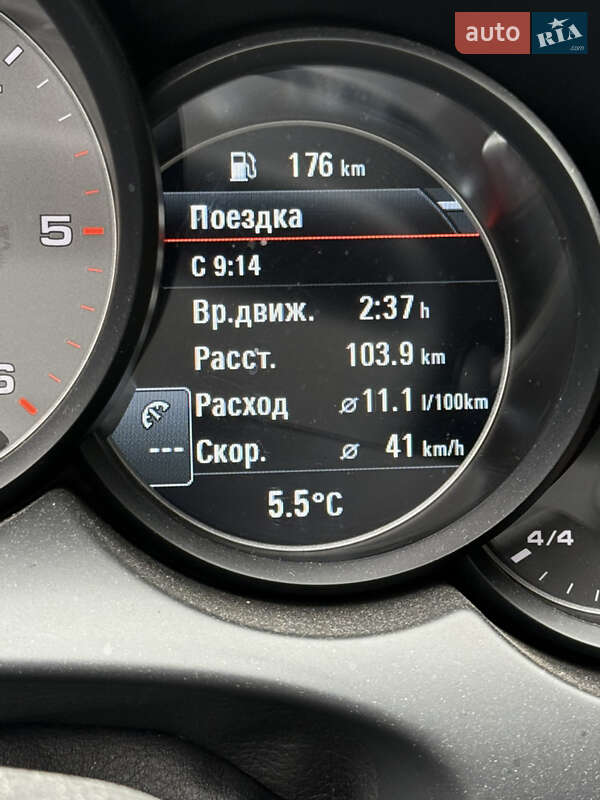 auto RIA .com
176 km
Поездка
С 9:14
Вр.движ. 2:37 h
Расст. 103.9 km
Расход ⌀ 11.1 l/100km
--- Скор. ⌀ 41 km/h
5.5°C
5
6
4/4